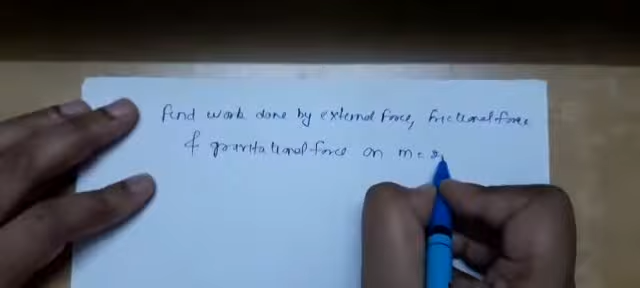 Find work done by external force, frictional force
& gravitational force on m =